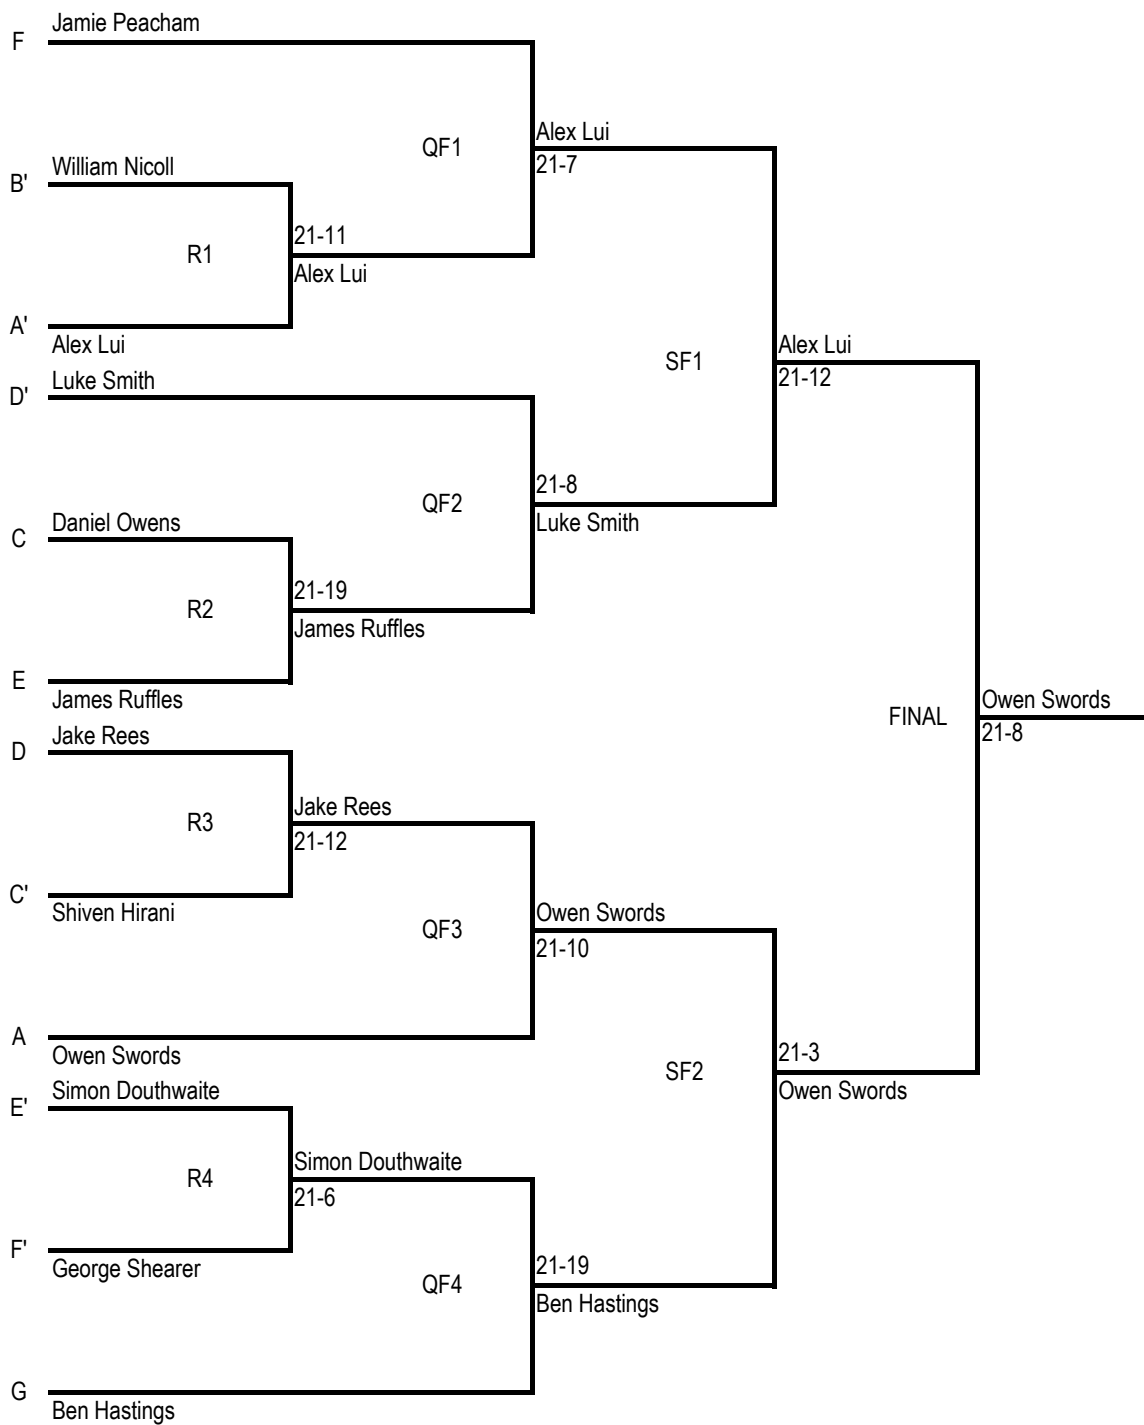 Jamie Peacham
F
Alex Lui
QF1
21-7
William Nicoll
B'
21-11
R1
Alex Lui
A'
Alex Lui
Alex Lui
SF1
21-12
Luke Smith
D'
21-8
QF2
Luke Smith
Daniel Owens
C
21-19
R2
James Ruffles
E
James Ruffles
Owen Swords
FINAL
21-8
Jake Rees
D
Jake Rees
R3
21-12
C'
Shiven Hirani
Owen Swords
QF3
21-10
A
Owen Swords
21-3
SF2
Owen Swords
Simon Douthwaite
E'
Simon Douthwaite
R4
21-6
F'
George Shearer
21-19
QF4
Ben Hastings
G
Ben Hastings